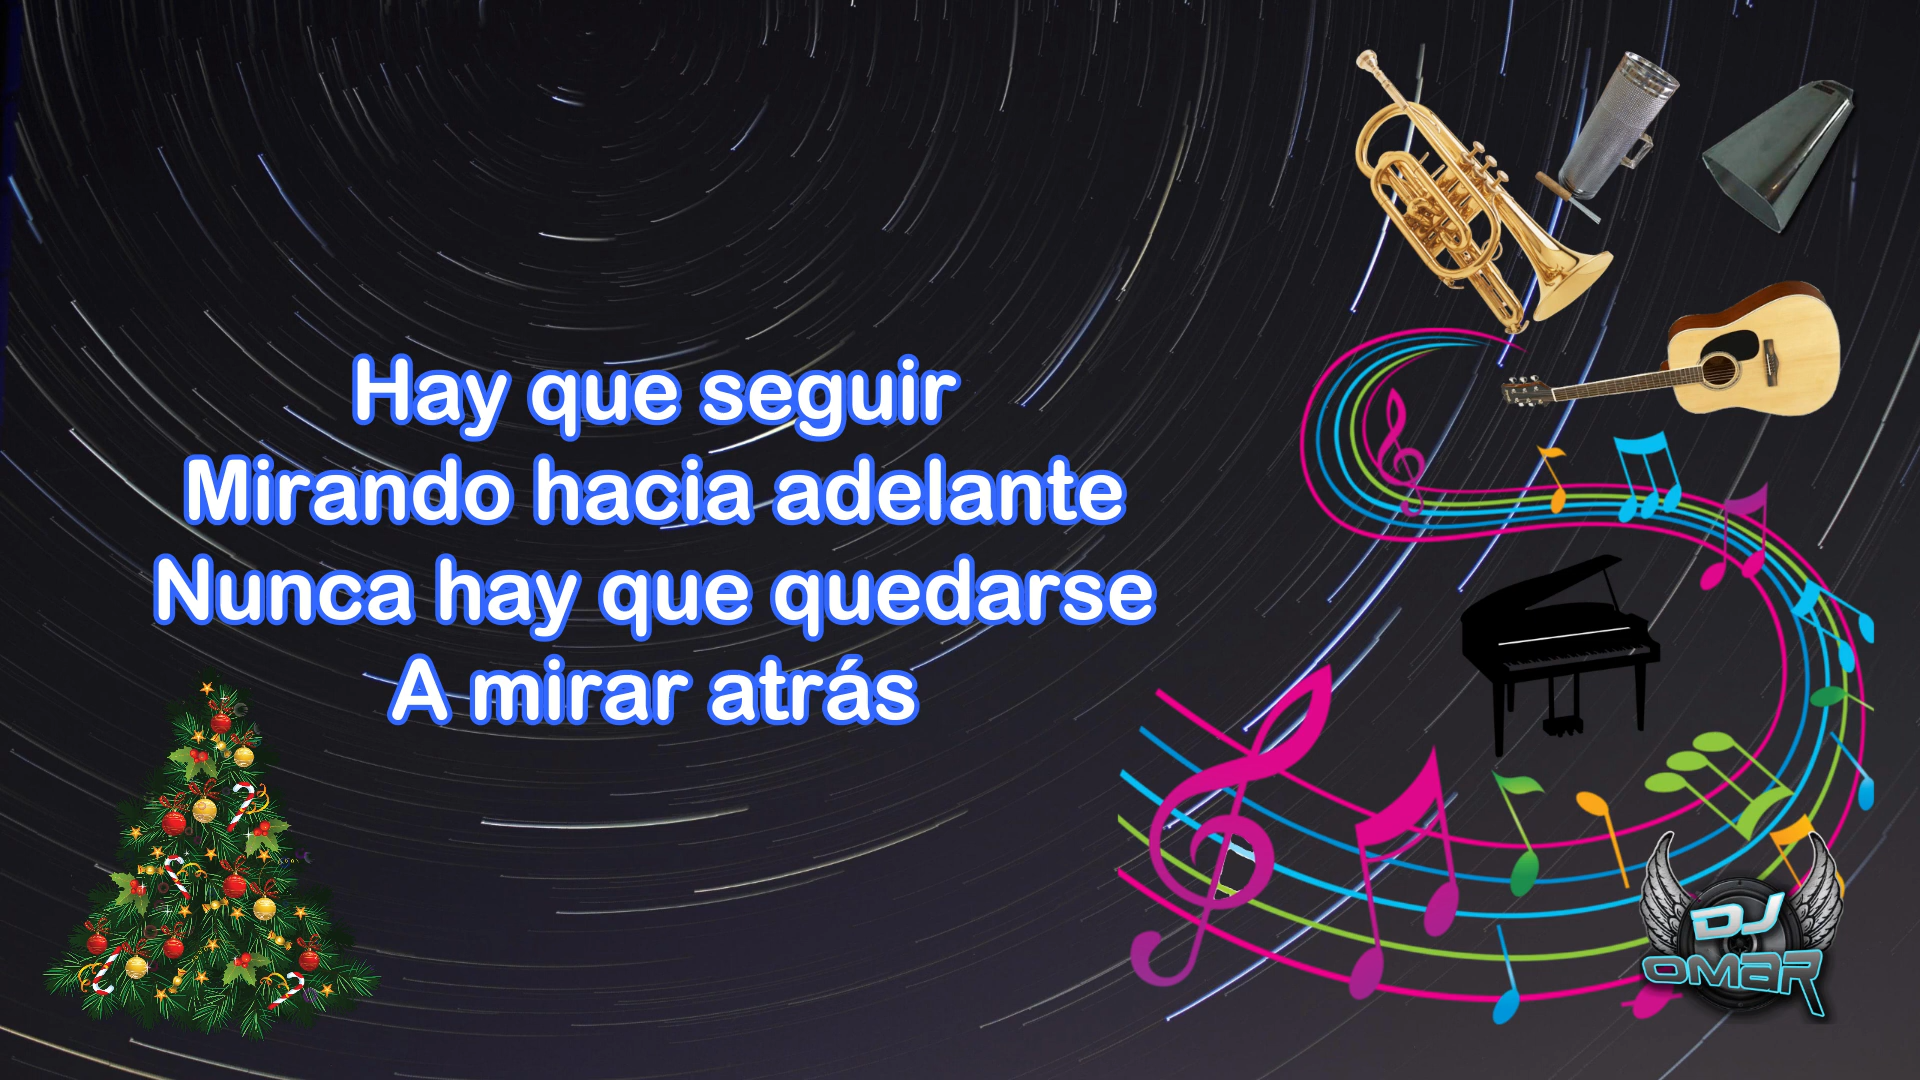 Hay que seguir
Mirando hacia adelante
Nunca hay que quedarse
A mirar atrás
DJ
OMAR